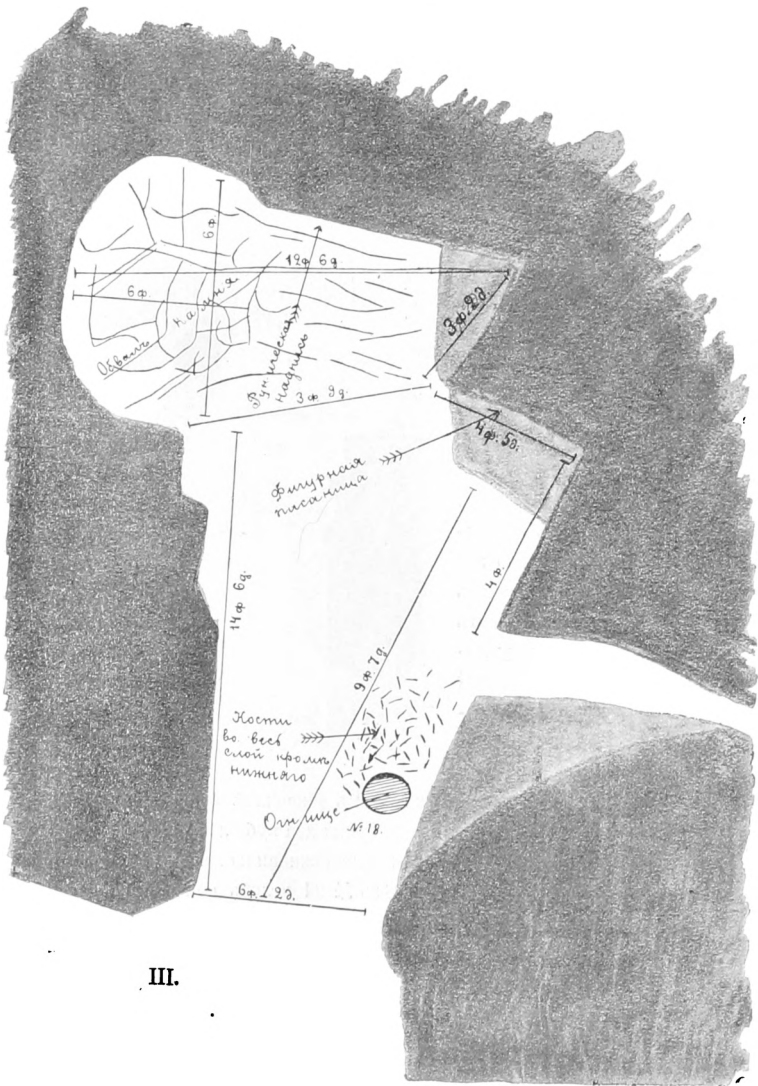 6ф.
12ф 6д
6ф.
Обвалъ
камня
Руническая
надпись
3ф. 2д.
3ф 9д.
4ф. 5д.
Фигурная
писаница
4ф.
14ф 6д.
9ф. 7д.
Кости
во весь
слой кромѣ
нижняго
Огнище
№ 18.
6ф. 2д.
III.